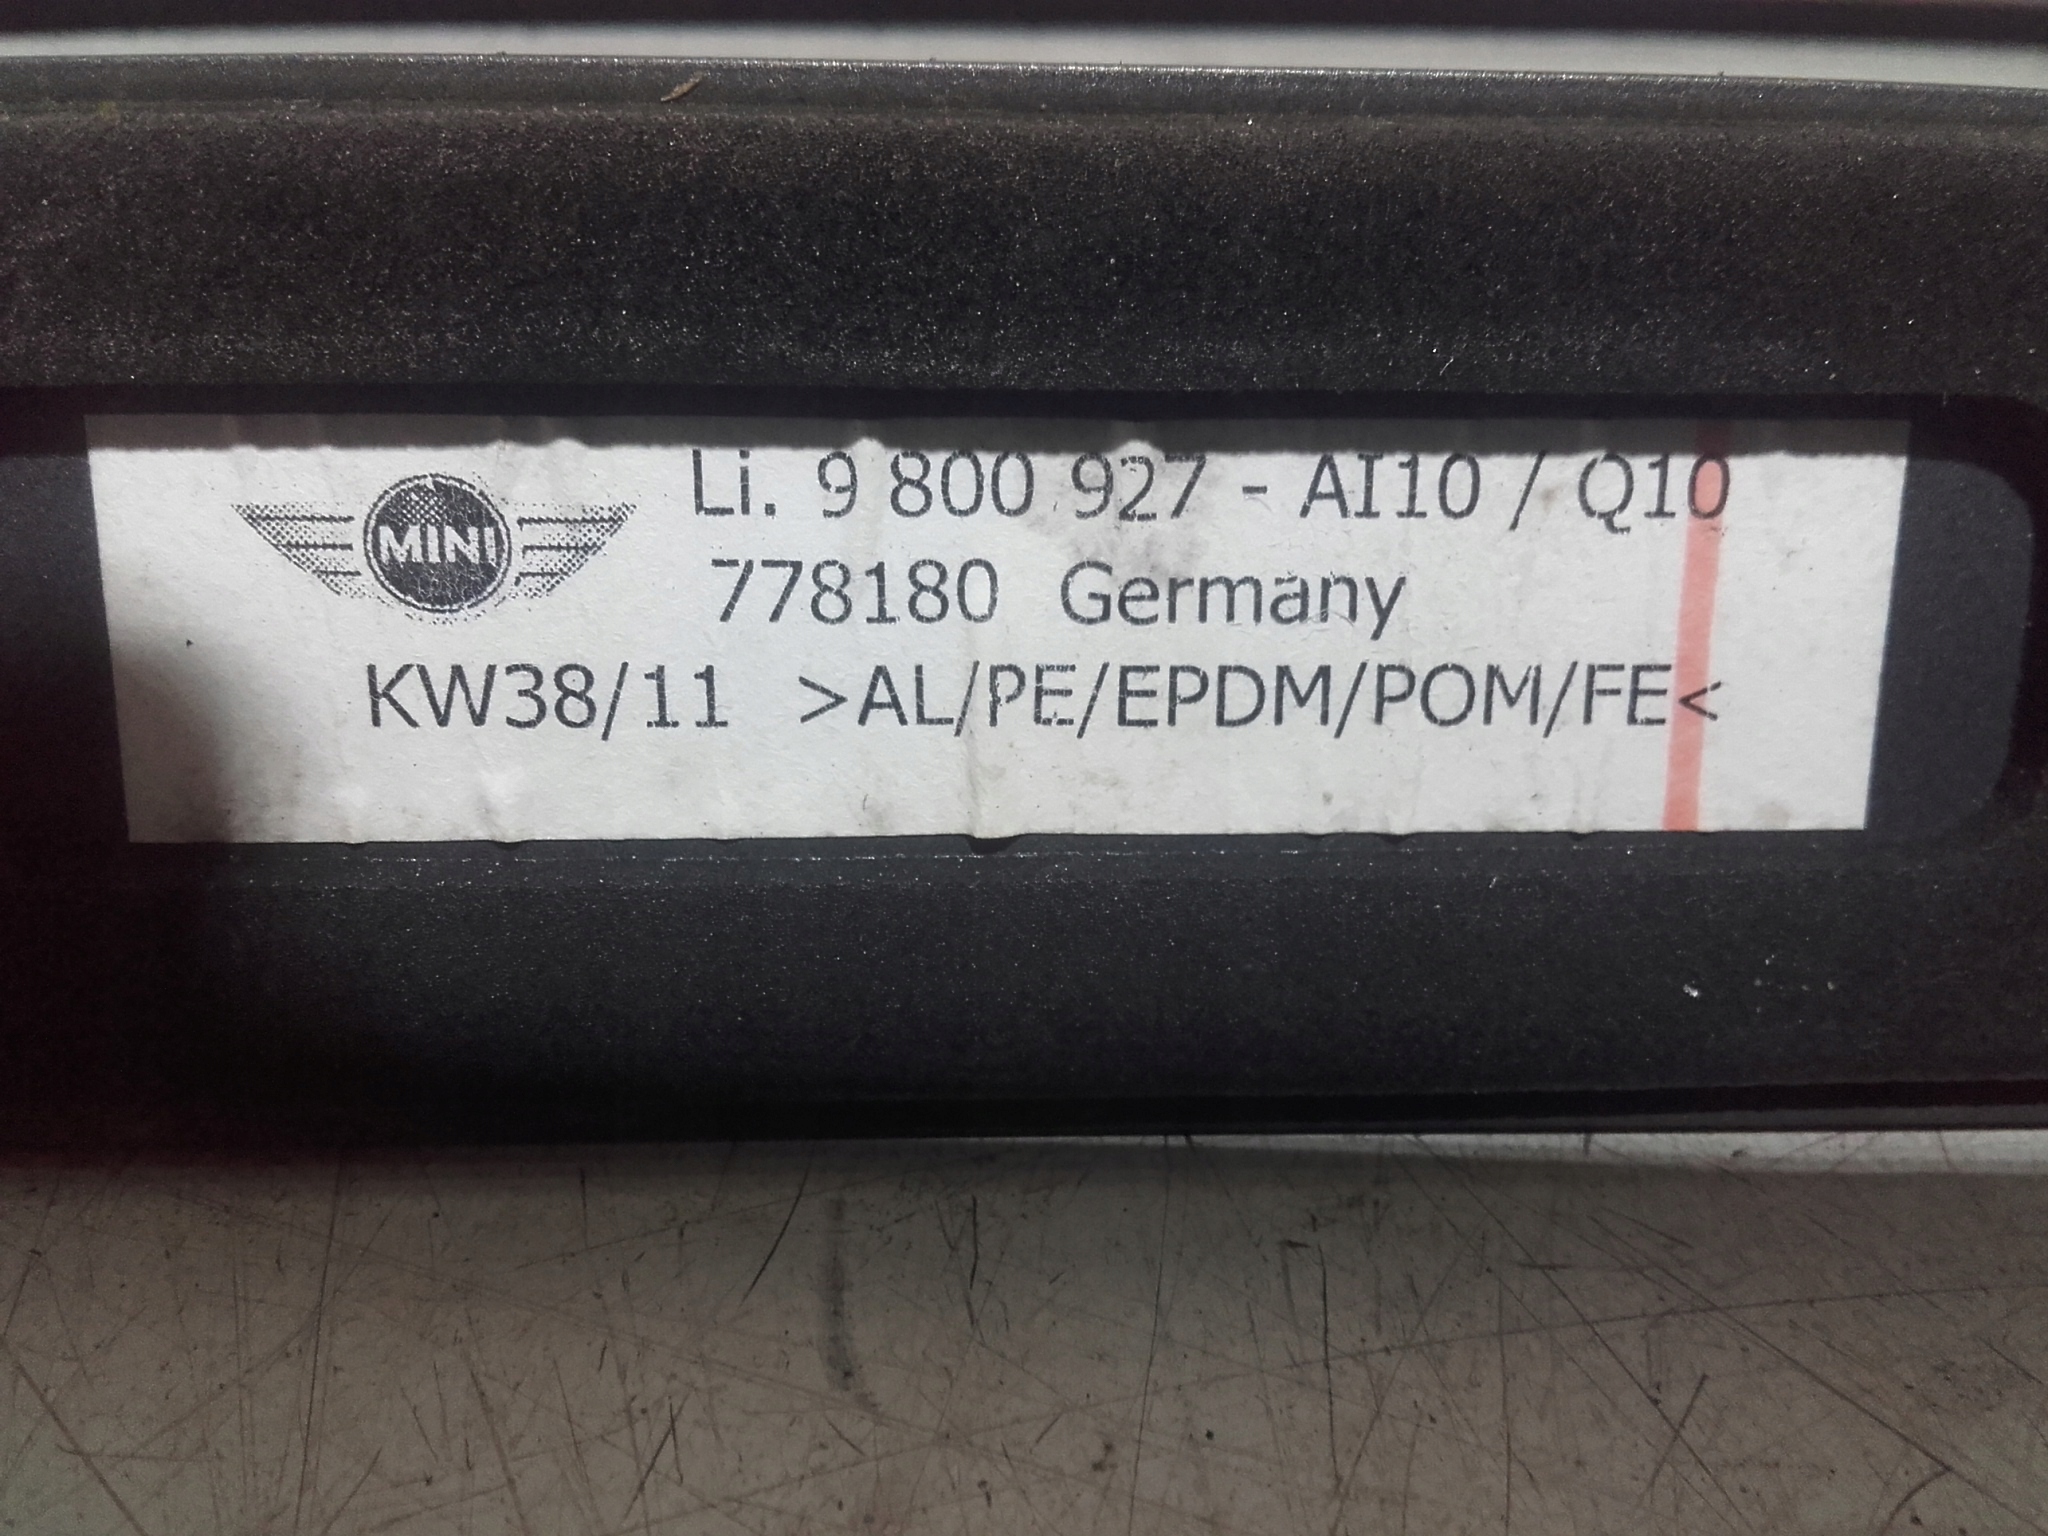 MINI
Li. 9 800 927 - AI10 / Q10
778180 Germany
KW38/11 >AL/PE/EPDM/POM/FE<